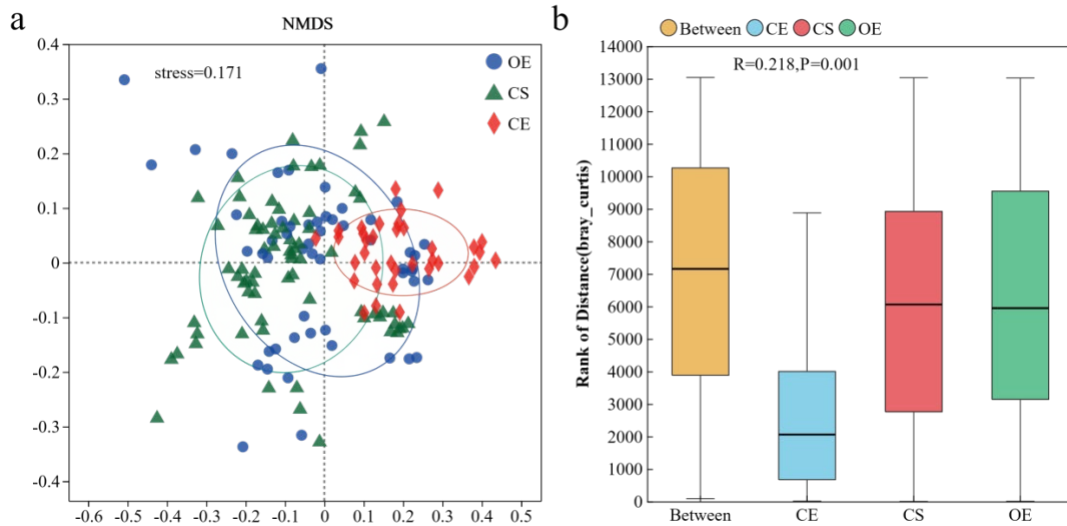 a
NMDS
stress=0.171
OE
CS
CE
0.4
0.3
0.2
0.1
0
-0.1
-0.2
-0.3
-0.4
-0.6 -0.5 -0.4 -0.3 -0.2 -0.1 0 0.1 0.2 0.3 0.4 0.5
b
Between CE CS OE
R=0.218,P=0.001
Rank of Distance(bray_curtis)
14000
13000
12000
11000
10000
9000
8000
7000
6000
5000
4000
3000
2000
1000
0
Between CE CS OE